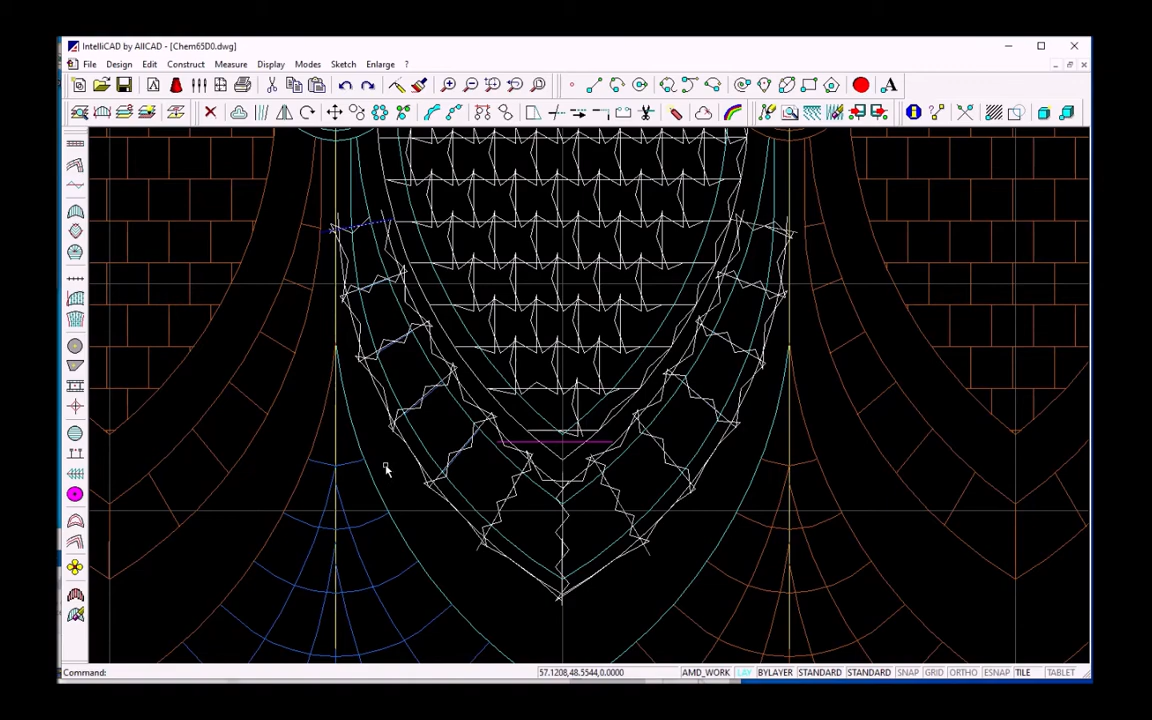 IntelliCAD by AllCAD - [Chem65D0.dwg]
File Design Edit Construct Measure Display Modes Sketch Enlarge ?
Command:
57.1208,48.5544,0.0000 AMD_WORK LAY BYLAYER STANDARD STANDARD SNAP GRID ORTHO ESNAP TILE TABLET